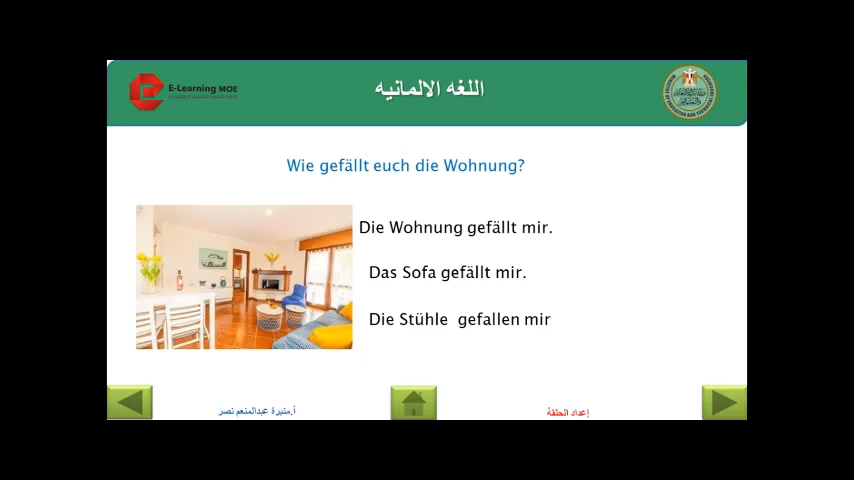 E-Learning MOE
اللغه الالمانيه
Wie gefällt euch die Wohnung?
Die Wohnung gefällt mir.
Das Sofa gefällt mir.
Die Stühle gefallen mir
أ.منيرة عبدالمنعم نصر
إعداد الحلقة